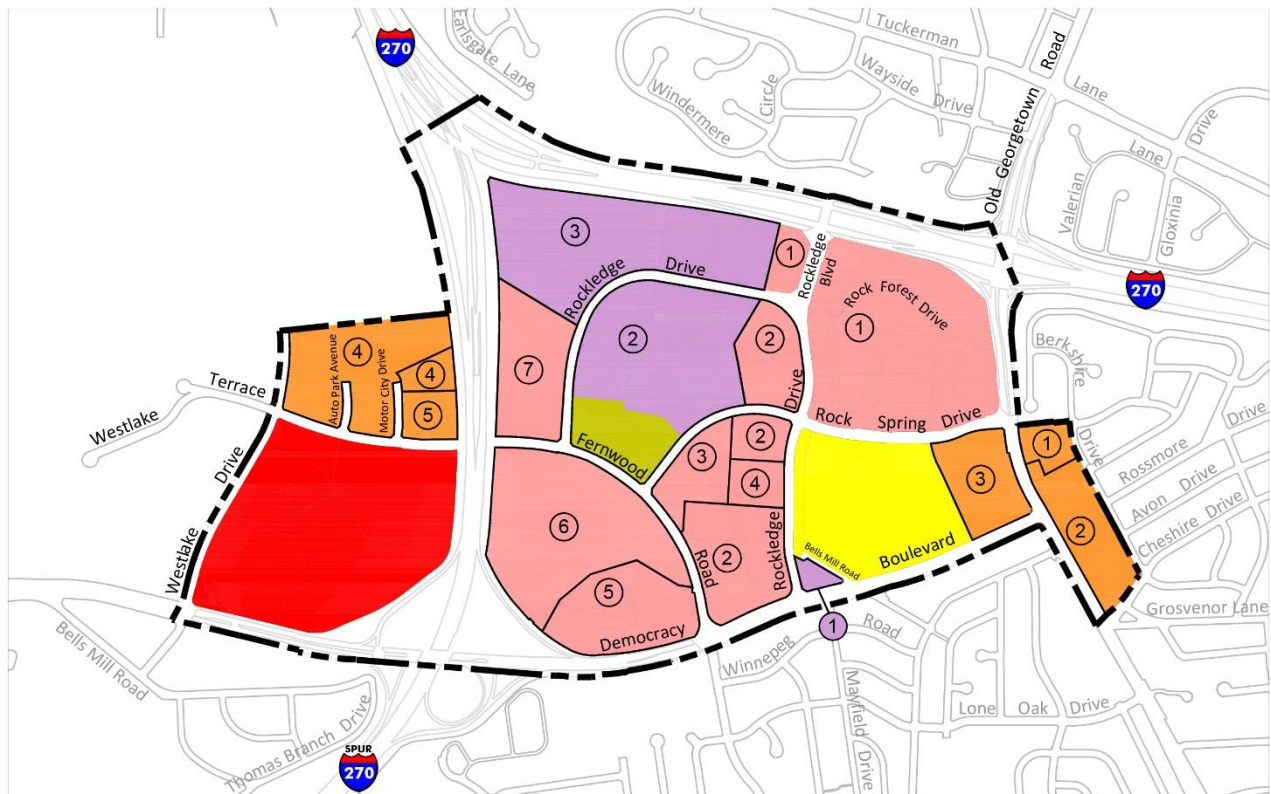 270
Earlsgate Lane
Tuckerman
Lane
Wayside Drive
Windermere
Circle
Old Georgetown
Road
Drive
Valerian
Lane
Gloxinia
270
3
Rockledge
Drive
1
Rockledge
Blvd
Rock Forest Drive
1
2
2
Drive
7
4
Auto Park Avenue
Motor City Drive
4
5
Terrace
Westlake
Berkshire
Drive
Rock Spring Drive
Fernwood
Road
3
2
4
2
Rockledge
3
1
2
Rossmore Drive
Avon Drive
Cheshire Drive
Westlake
Drive
6
5
Democracy
Boulevard
Bells Mill Road
1
Grosvenor Lane
Bells Mill Road
Winnepeg
Road
Mayfield Drive
Lone Oak Drive
Thomas Branch Drive
SPUR
270